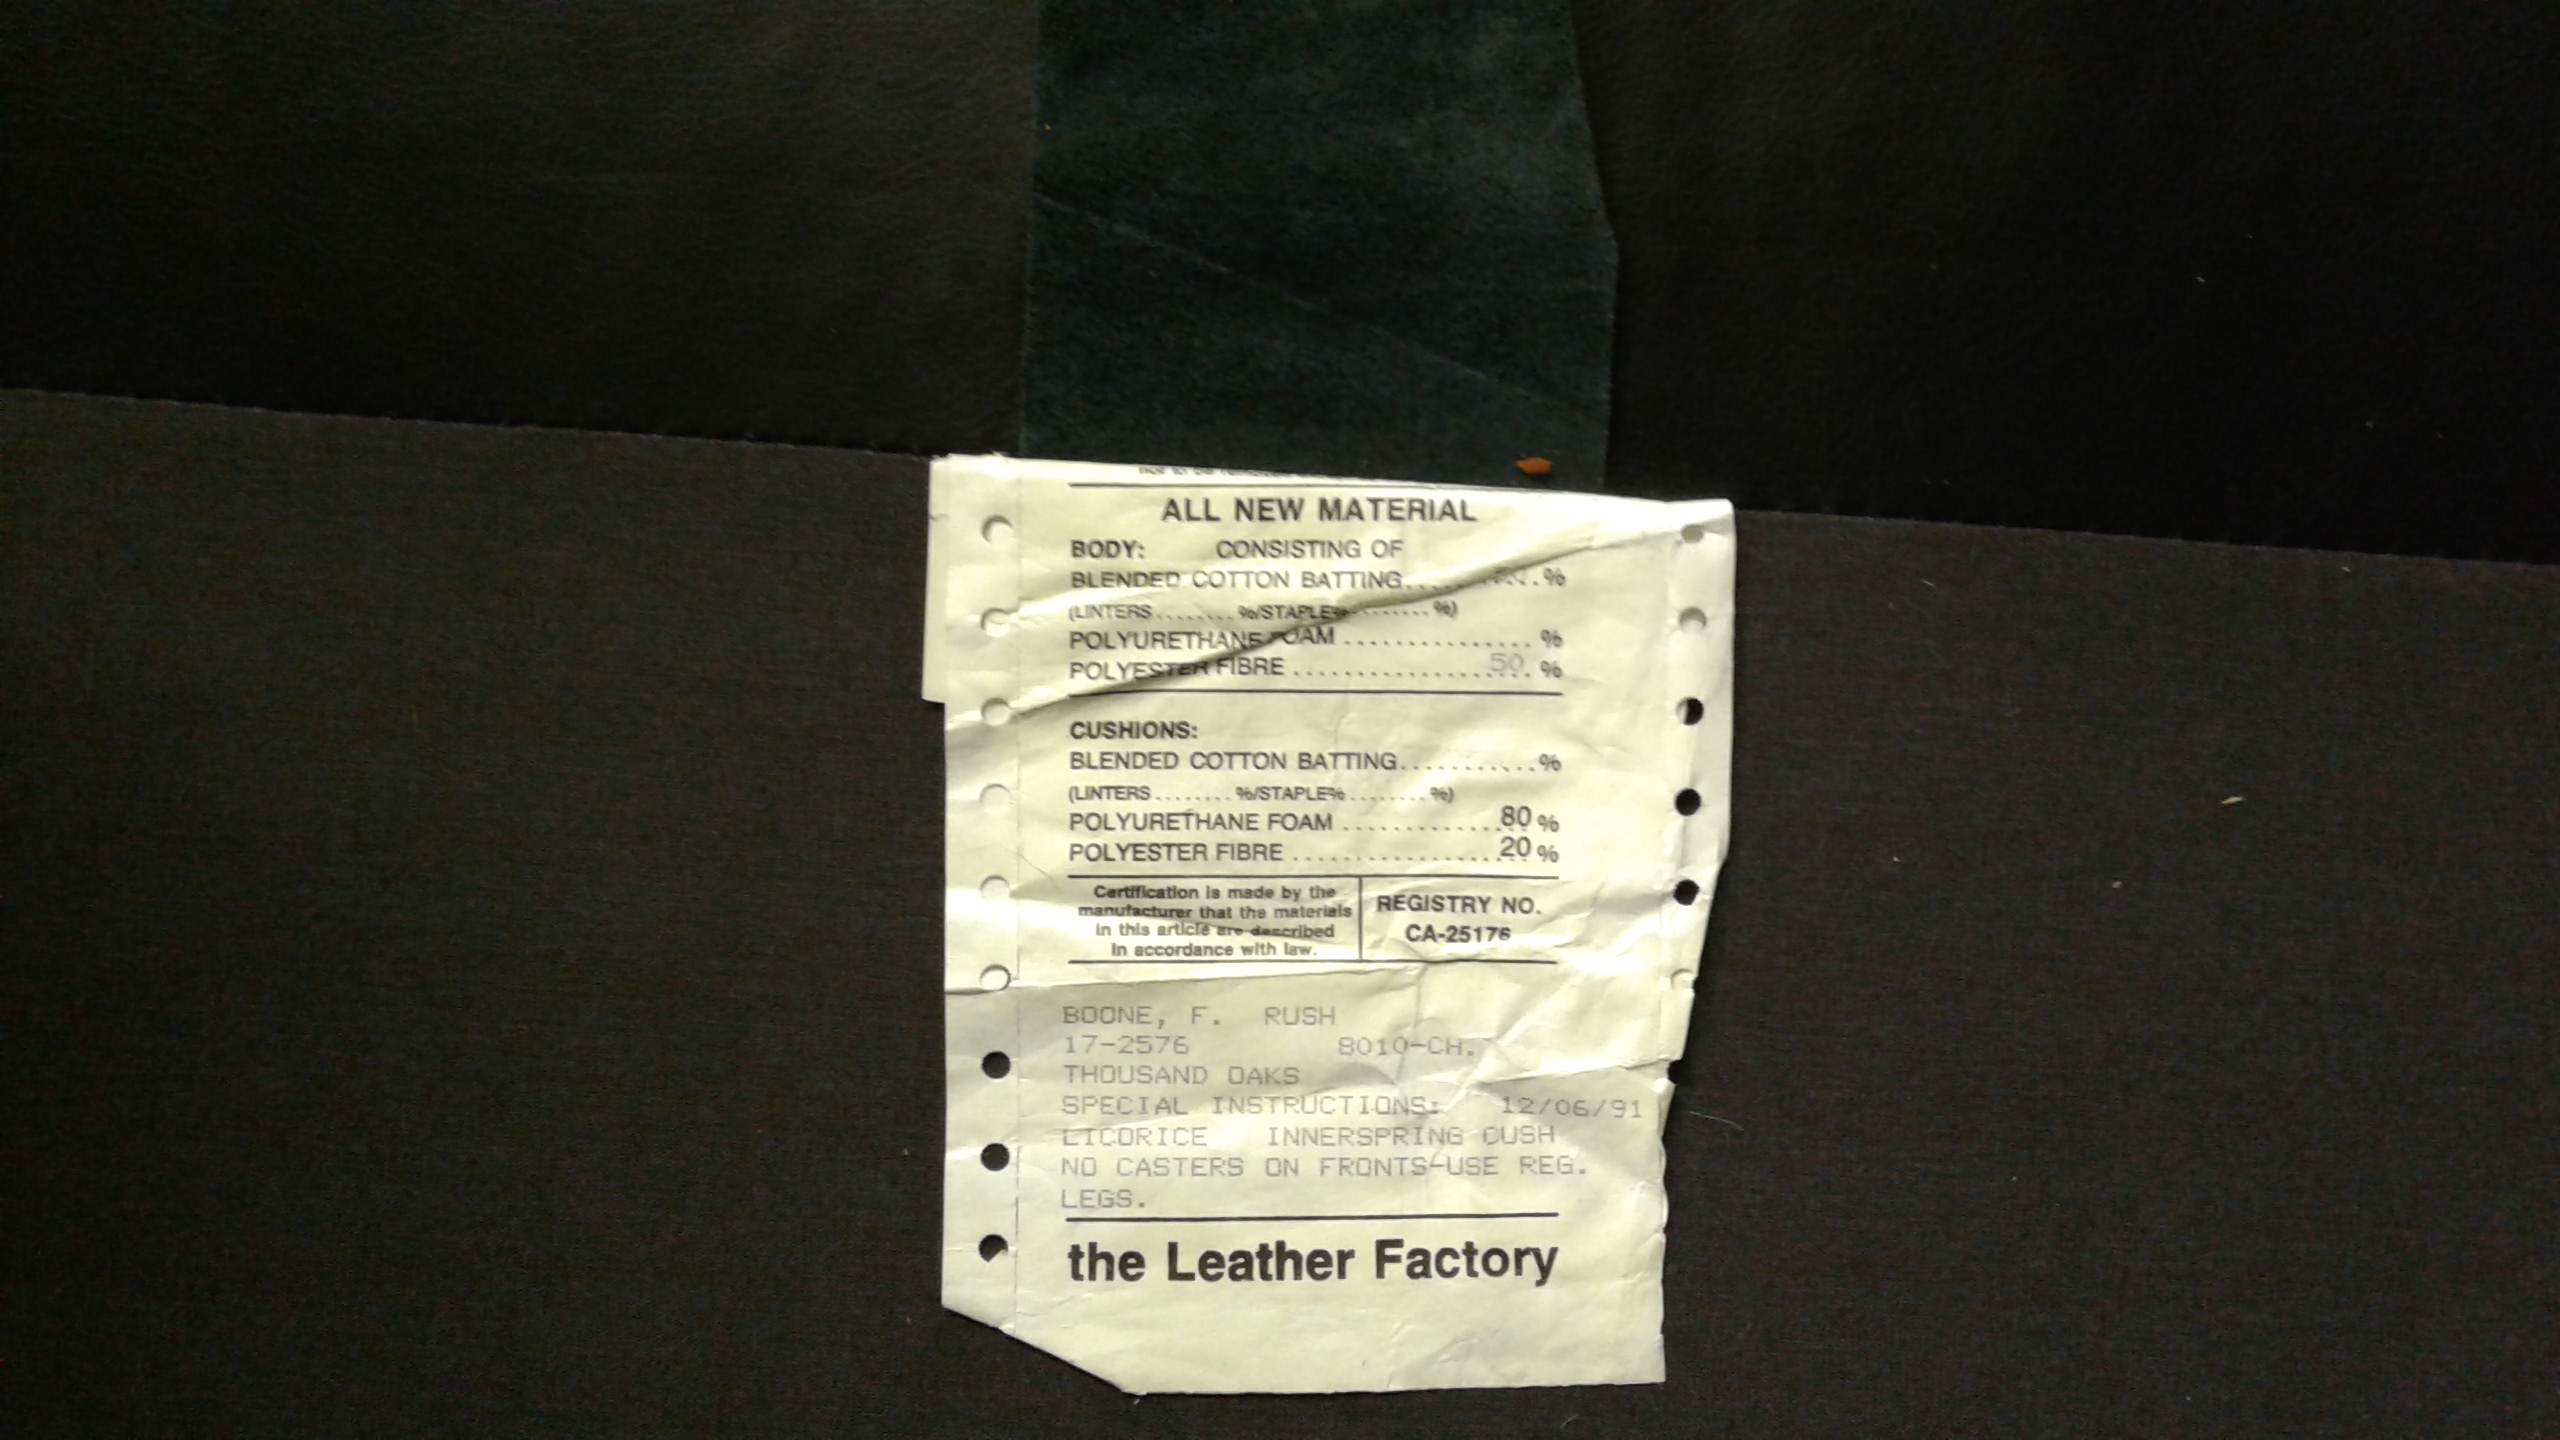 ALL NEW MATERIAL
BODY: CONSISTING OF
BLENDED COTTON BATTING.............%
(LINTERS........%/STAPLE%........%)
POLYURETHANE FOAM....................%
POLYESTER FIBRE....................50.%
CUSHIONS:
BLENDED COTTON BATTING............%
(LINTERS........%/STAPLE%........%)
POLYURETHANE FOAM................80%
POLYESTER FIBRE....................20%
Certification is made by the
manufacturer that the materials
in this article are described
in accordance with law.
REGISTRY NO.
CA-25176
BOONE, F. RUSH
17-2576 8010-CH.
THOUSAND OAKS
SPECIAL INSTRUCTIONS: 12/06/91
LICORICE INNERSPRING CUSH
NO CASTERS ON FRONTS-USE REG.
LEGS.
the Leather Factory